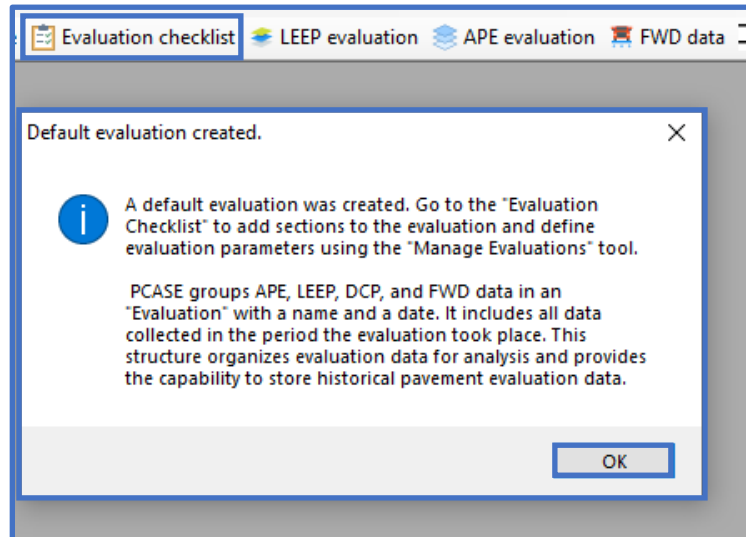 Evaluation checklist LEEP evaluation APE evaluation FWD data
Default evaluation created.
A default evaluation was created. Go to the "Evaluation
Checklist" to add sections to the evaluation and define
evaluation parameters using the "Manage Evaluations" tool.
PCASE groups APE, LEEP, DCP, and FWD data in an
"Evaluation" with a name and a date. It includes all data
collected in the period the evaluation took place. This
structure organizes evaluation data for analysis and provides
the capability to store historical pavement evaluation data.
OK